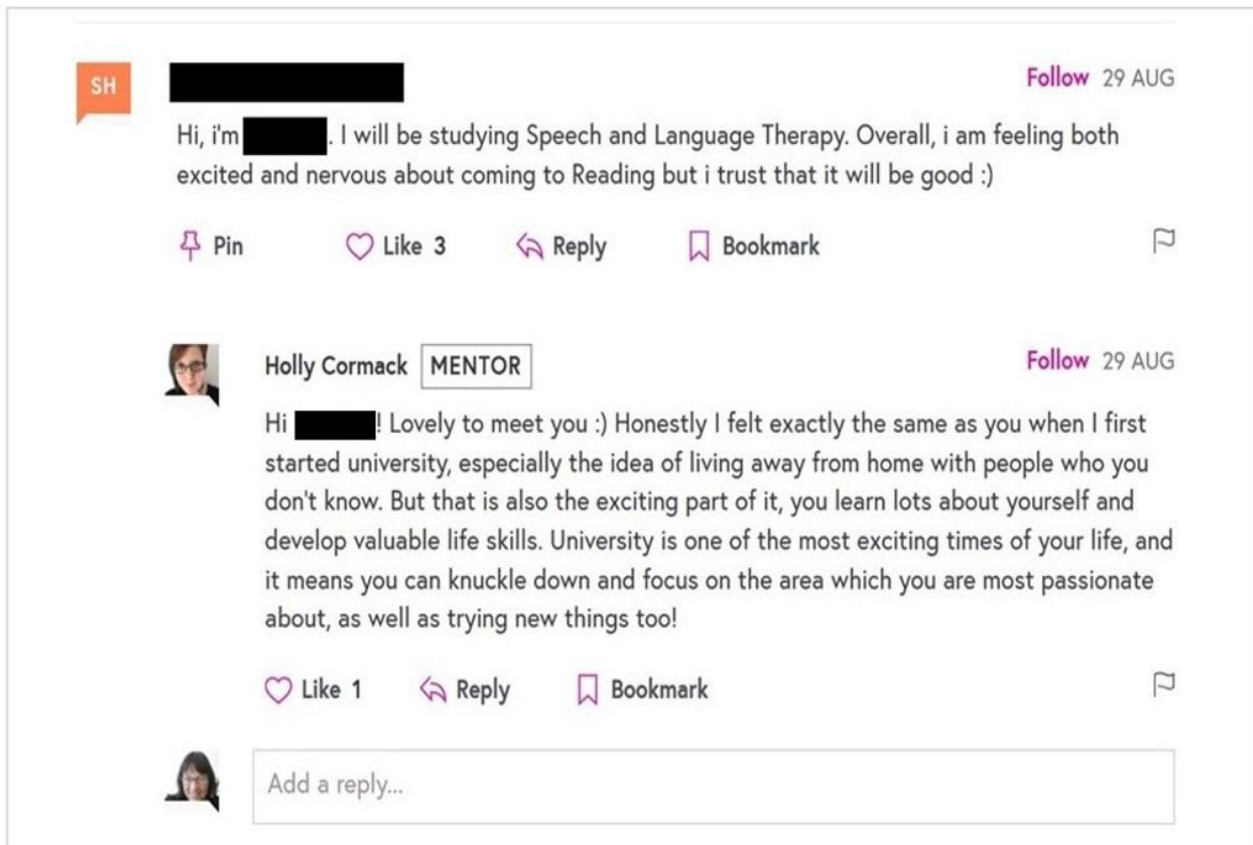 SH
Follow 29 AUG
Hi, i'm . I will be studying Speech and Language Therapy. Overall, i am feeling both
excited and nervous about coming to Reading but i trust that it will be good :)
Pin Like 3 Reply Bookmark
Holly Cormack MENTOR Follow 29 AUG
Hi ! Lovely to meet you :) Honestly I felt exactly the same as you when I first
started university, especially the idea of living away from home with people who you
don't know. But that is also the exciting part of it, you learn lots about yourself and
develop valuable life skills. University is one of the most exciting times of your life, and
it means you can knuckle down and focus on the area which you are most passionate
about, as well as trying new things too!
Like 1 Reply Bookmark
Add a reply...